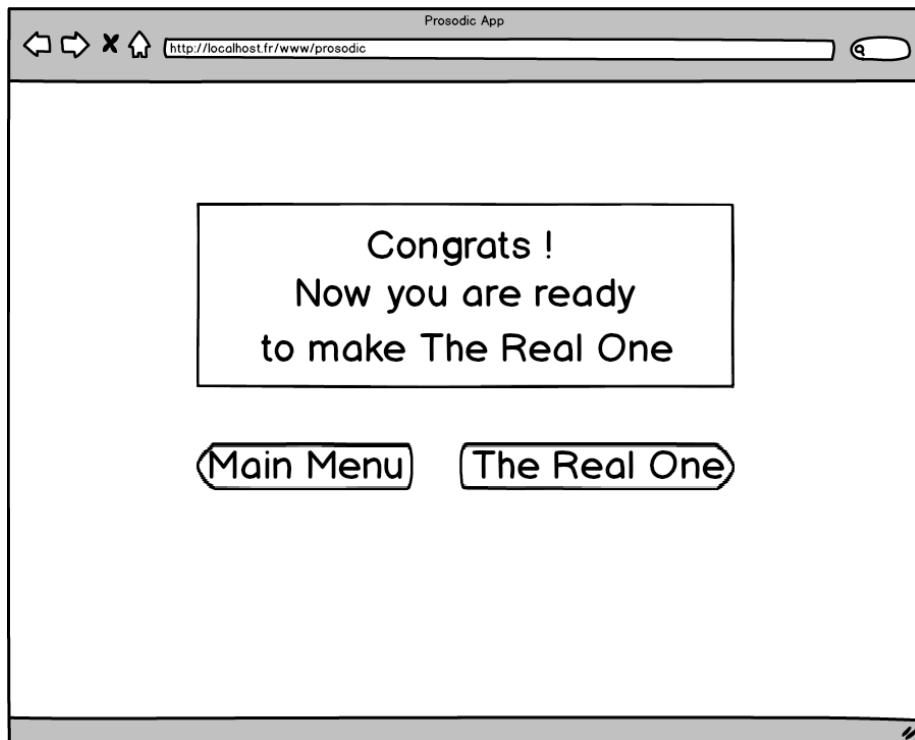 Prosodic App
http://localhost.fr/www/prosodic
Congrats !
Now you are ready
to make The Real One
Main Menu
The Real One